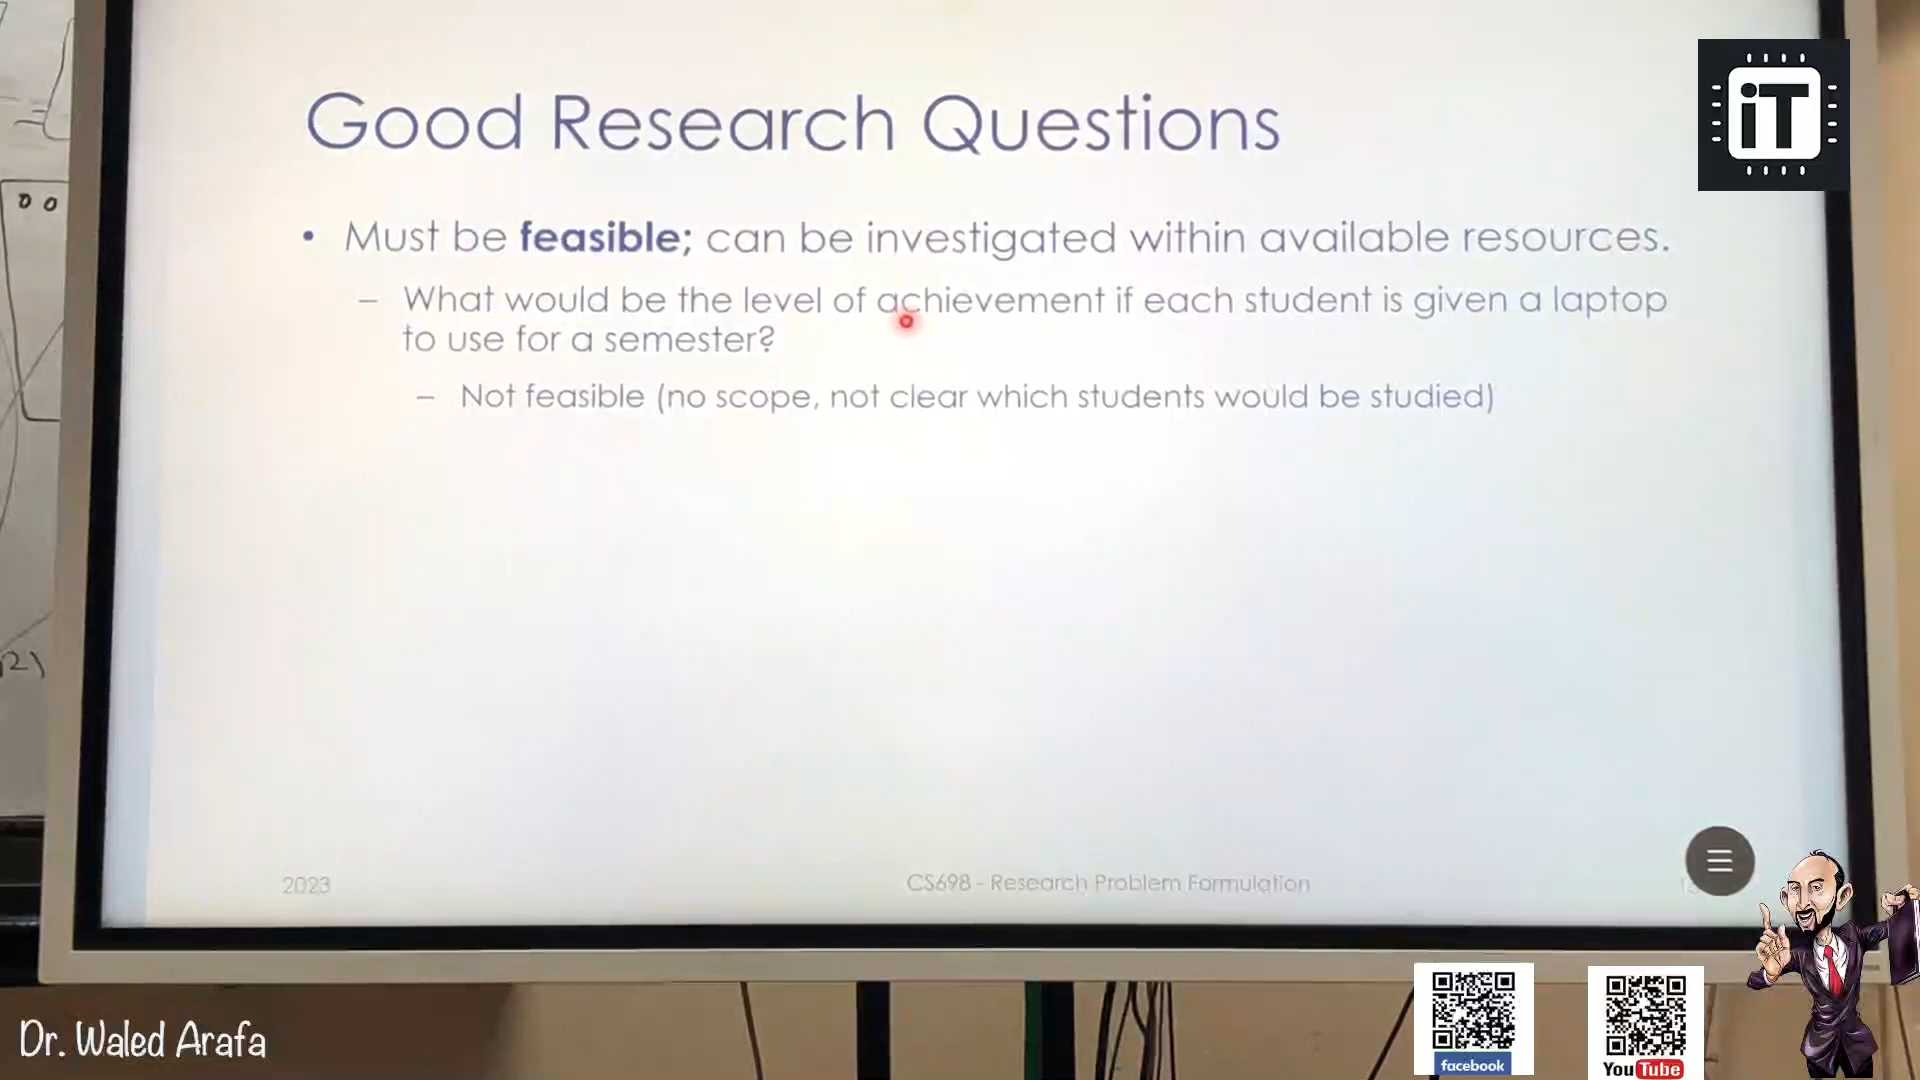 iT
Good Research Questions
• Must be feasible; can be investigated within available resources.
– What would be the level of achievement if each student is given a laptop
to use for a semester?
– Not feasible (no scope, not clear which students would be studied)
2023
CS698 - Research Problem Formulation
Dr. Waled Arafa
facebook
YouTube